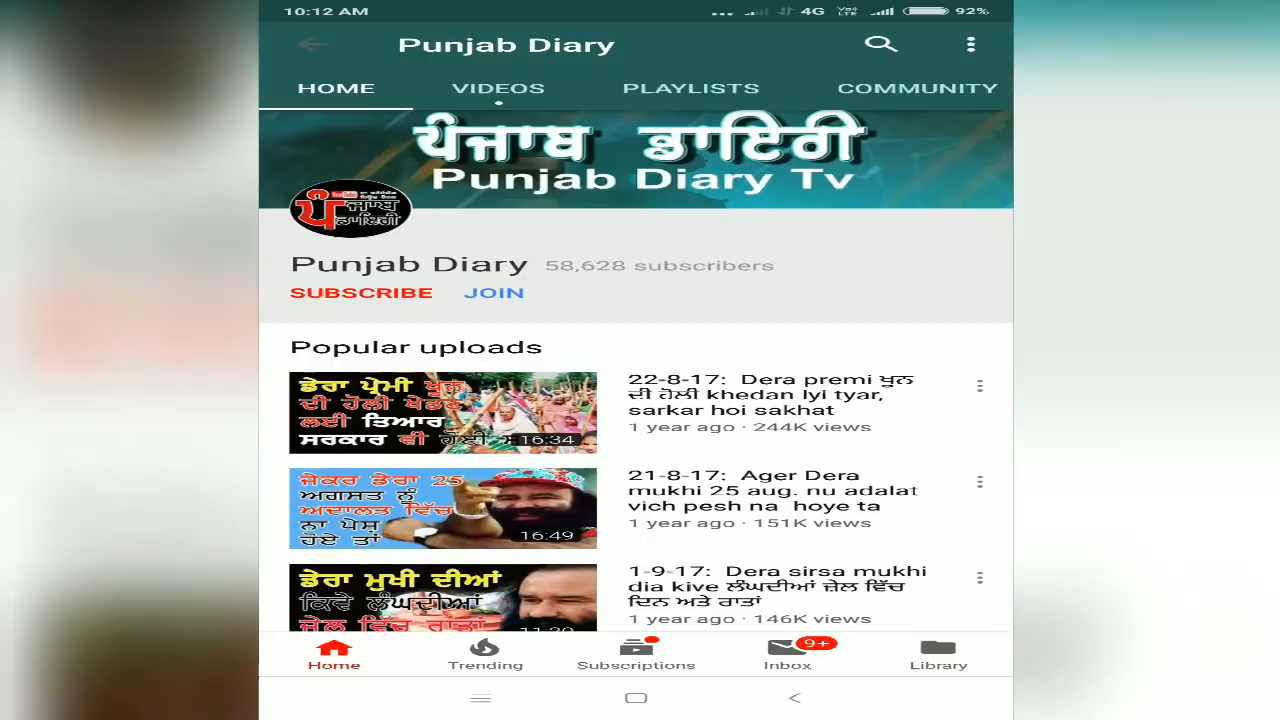 10:12 AM
4G VoLTE 92%
Punjab Diary
HOME VIDEOS PLAYLISTS COMMUNITY
ਪੰਜਾਬ ਡਾਇਰੀ
Punjab Diary Tv
YouTube ਦਾ
ਪੰਜਾਬ
ਡਾਇਰੀ
Punjab Diary 58,628 subscribers
SUBSCRIBE JOIN
Popular uploads
ਡੇਰਾ ਪ੍ਰੇਮੀ ਖੂਨ
ਦੀ ਹੋਲੀ ਖੇਡਣ
ਲਈ ਤਿਆਰ
ਸਰਕਾਰ ਵੀ ਹੋਈ ਸ
16:34
22-8-17: Dera premi ਖੂਨ
ਦੀ ਹੋਲੀ khedan lyi tyar,
sarkar hoi sakhat
1 year ago · 244K views
ਜੇਕਰ ਡੇਰਾ 25
ਅਗਸਤ ਨੂੰ
ਅਦਾਲਤ ਵਿੱਚ
ਨਾ ਪੇਸ਼
ਹੋਏ ਤਾਂ
16:49
21-8-17: Ager Dera
mukhi 25 aug. nu adalat
vich pesh na hoye ta
1 year ago · 151K views
ਡੇਰਾ ਮੁਖੀ ਦੀਆਂ
ਕਿਵੇ ਲੰਘਦੀਆਂ
ਜੇਲ ਵਿੱਚ ਰਾਤਾਂ
1-9-17: Dera sirsa mukhi
dia kive ਲੰਘਦੀਆਂ ਜ਼ੇਲ ਵਿੱਚ
ਦਿਨ ਅਤੇ ਰਾਤਾਂ
1 year ago · 146K views
9+
Home Trending Subscriptions Inbox Library